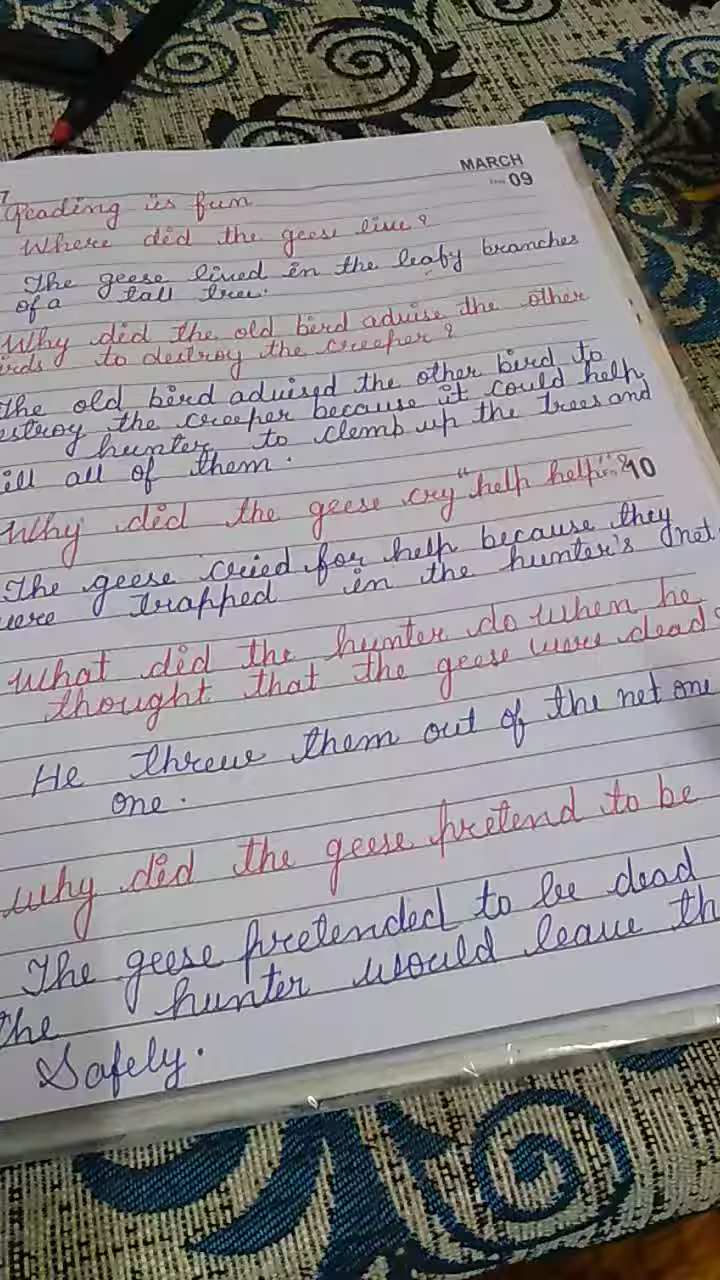 MARCH
09
7
Reading is fun
Where did the geese live?
The geese lived in the leafy branches
of a tall tree.
Why did the old bird advise the other
irds to destroy the creeper?
The old bird advised the other bird to
estroy the creeper because it could help
hunter to clemb up the trees and
ill all of them.
10
Why did the geese cry "help help"?
The geese cried for help because they
were trapped in the hunter's net.
What did the hunter do when he
thought that the geese were dead?
He threw them out of the net one
one.
Why did the geese pretend to be
The geese pretended to be dead
the hunter would leave th
Safely.